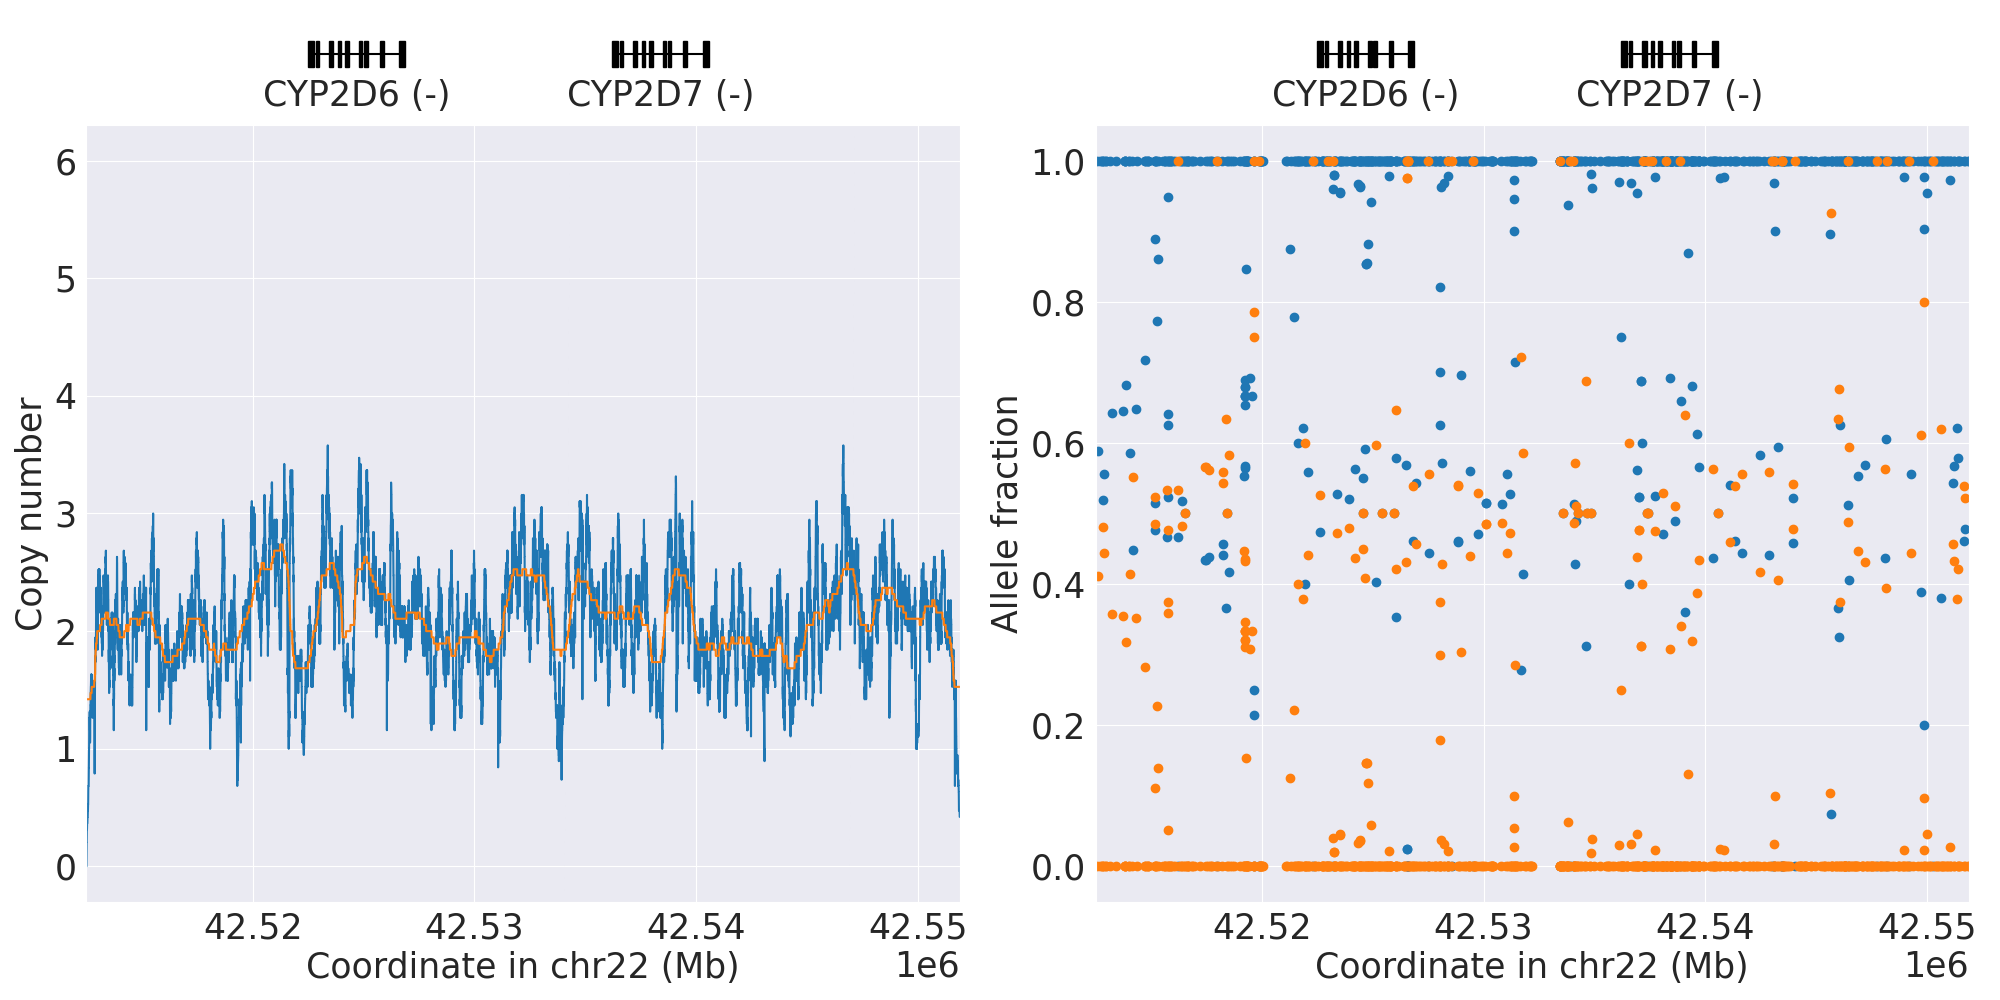 CYP2D6 (-) CYP2D7 (-)
CYP2D6 (-) CYP2D7 (-)
Copy number
6
5
4
3
2
1
0
42.52 42.53 42.54 42.55
Coordinate in chr22 (Mb) 1e6
Allele fraction
1.0
0.8
0.6
0.4
0.2
0.0
42.52 42.53 42.54 42.55
Coordinate in chr22 (Mb) 1e6